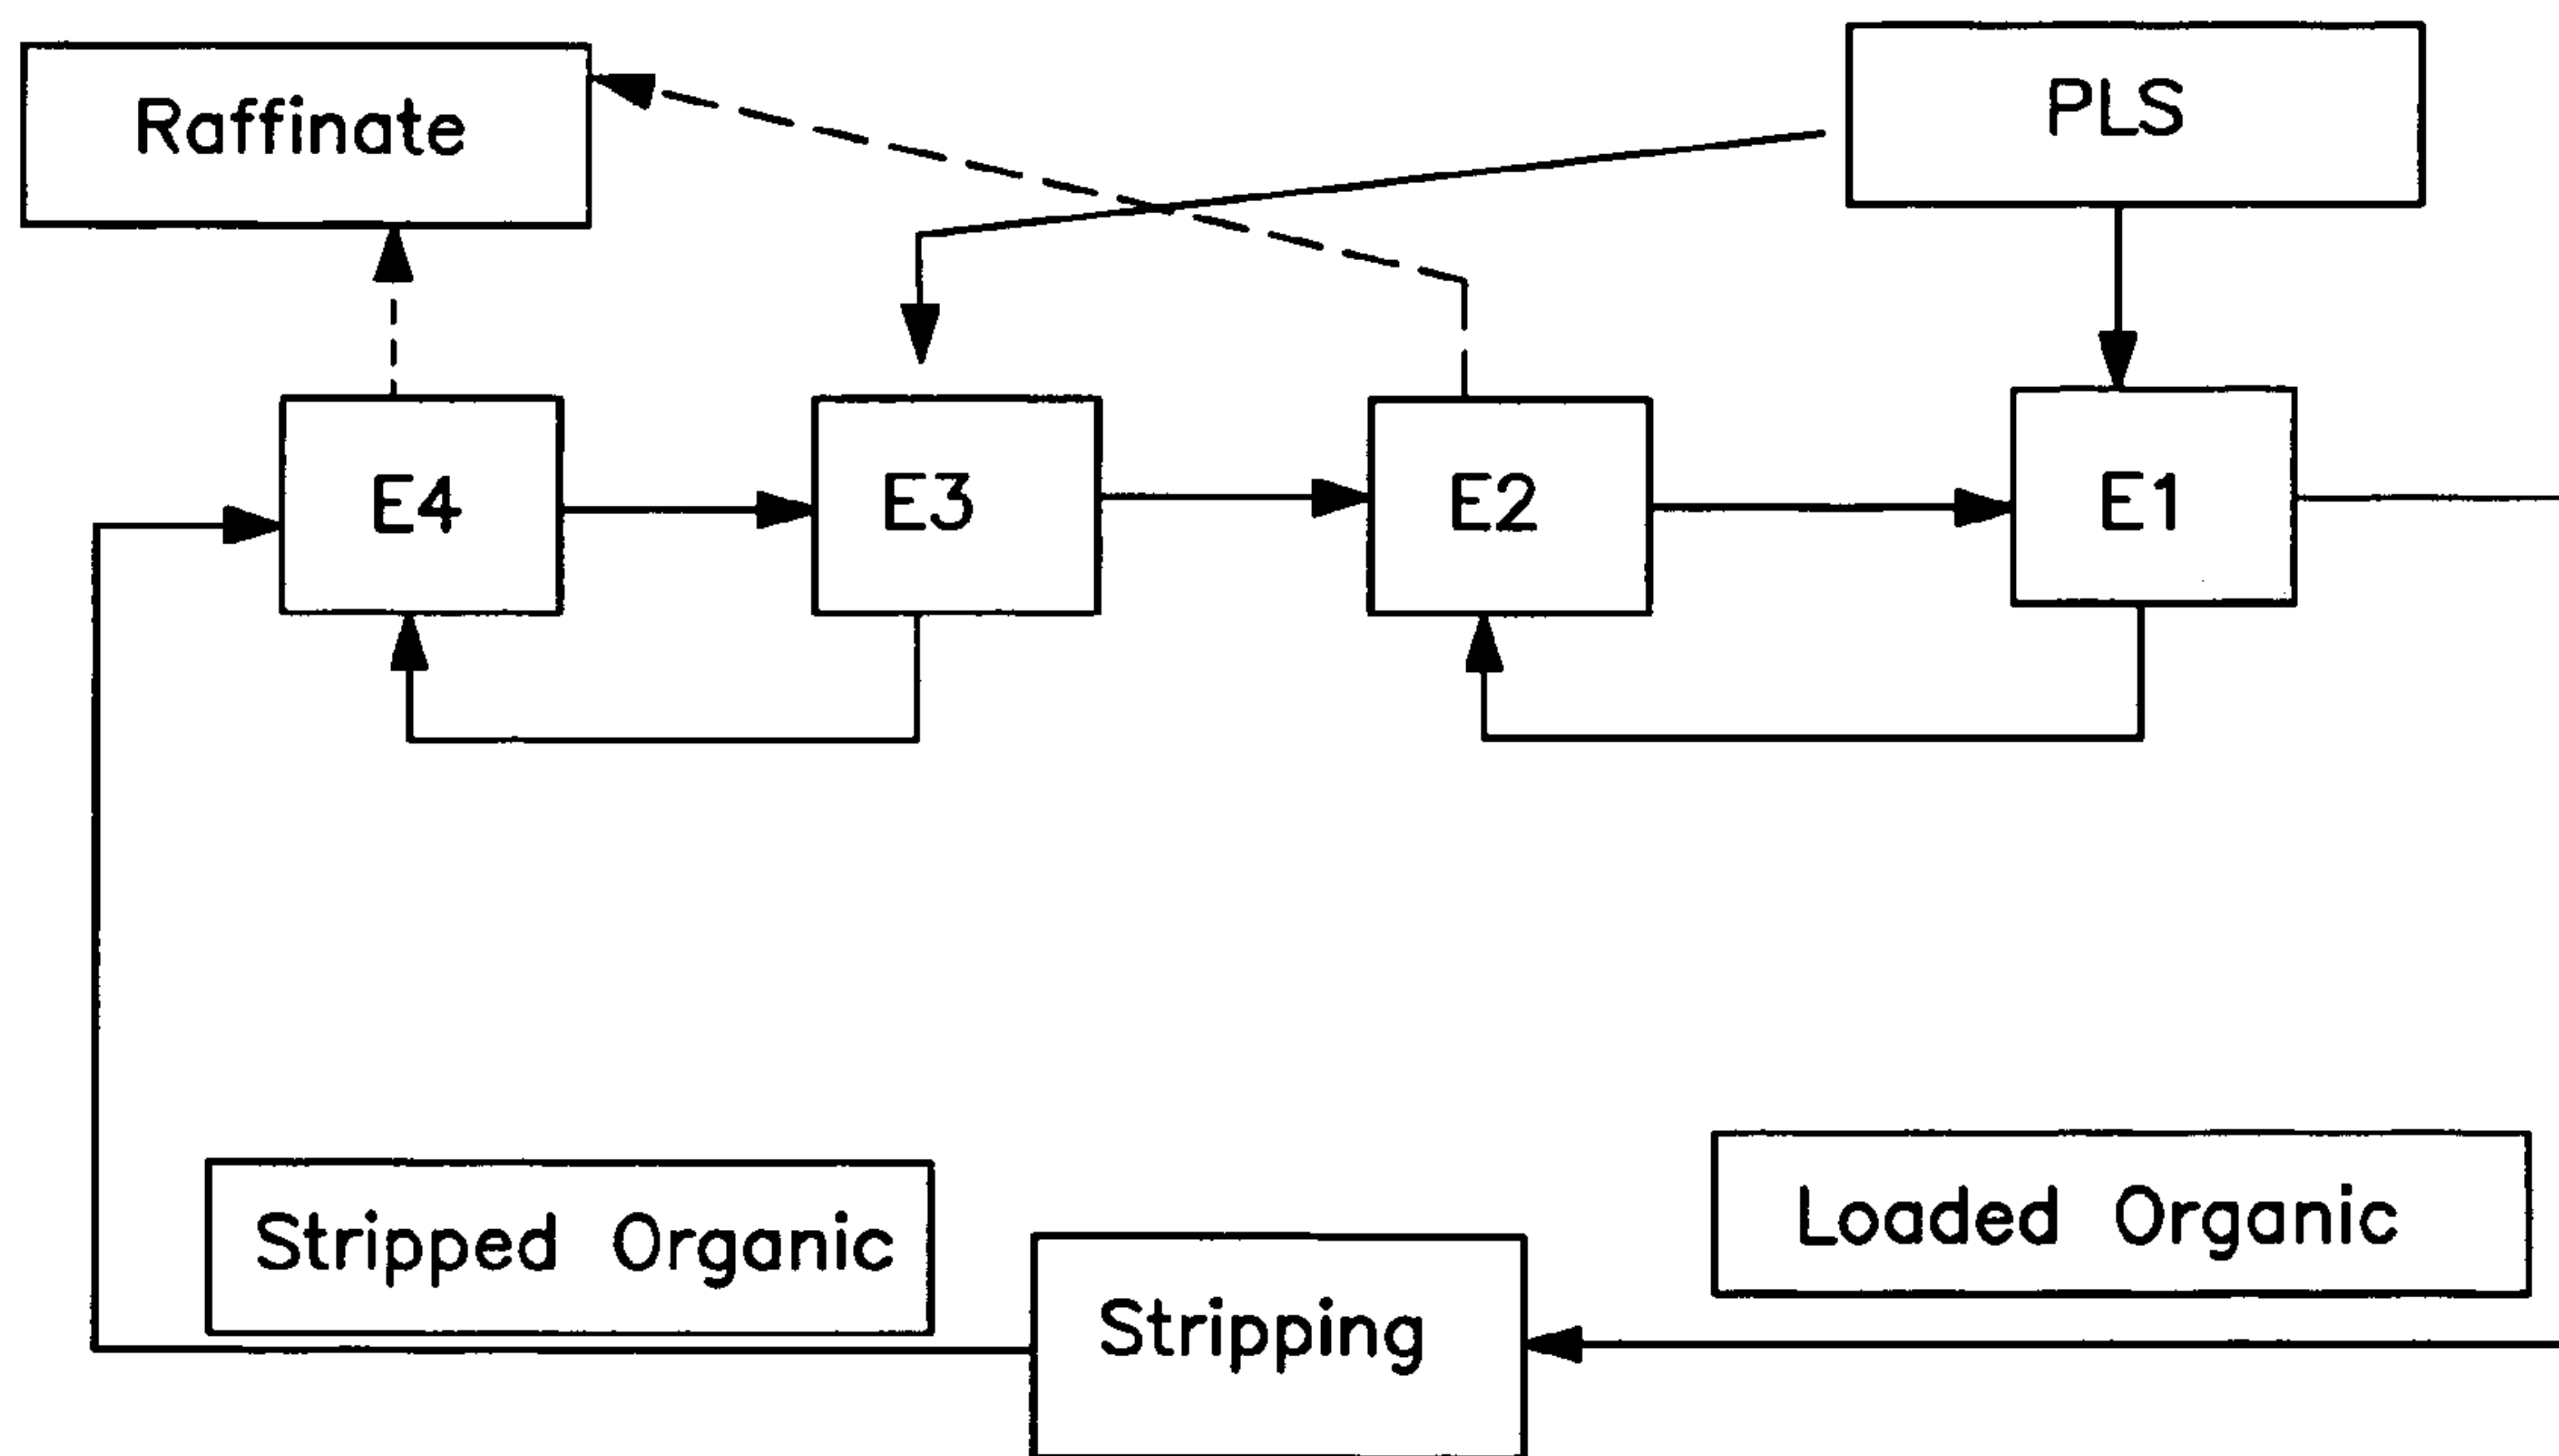 Raffinate
PLS
E4
E3
E2
E1
Stripped Organic
Stripping
Loaded Organic